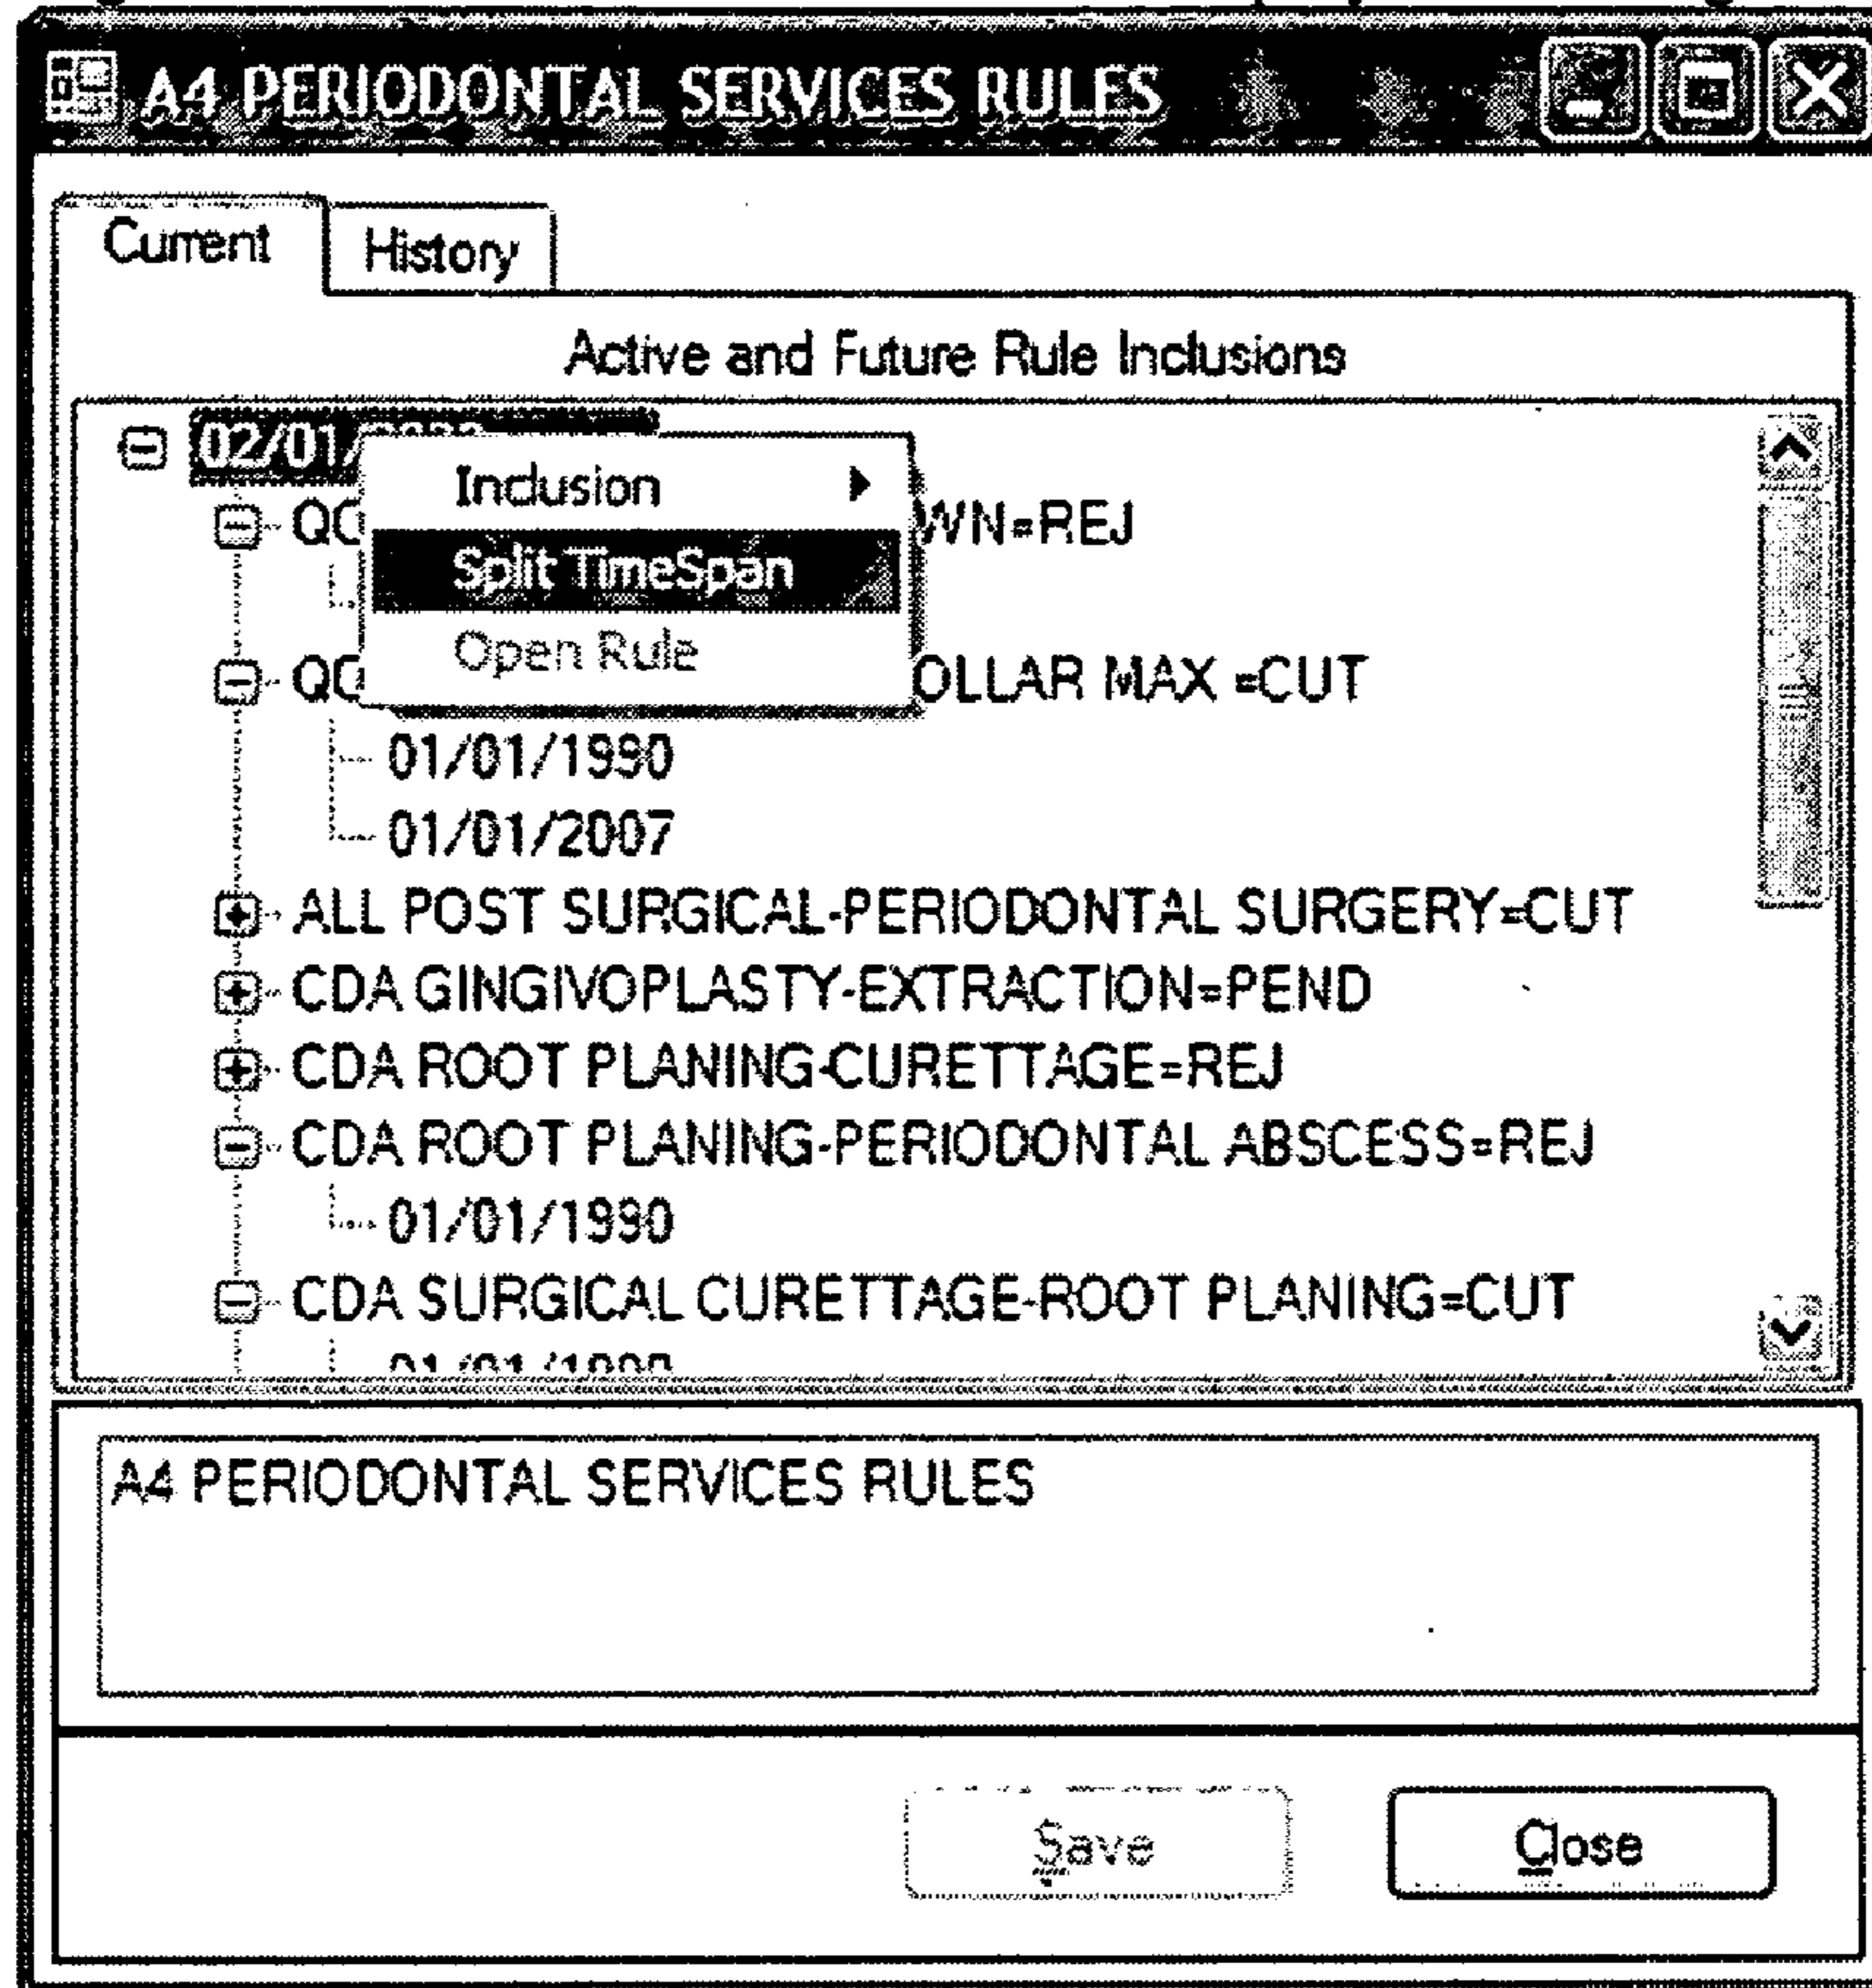 A4 PERIODONTAL SERVICES RULES
Current
History
Active and Future Rule Inclusions
02/01/
Inclusion
WN=REJ
Split TimeSpan
Open Rule
OLLAR MAX =CUT
01/01/1990
01/01/2007
ALL POST SURGICAL-PERIODONTAL SURGERY=CUT
CDA GINGIVOPLASTY-EXTRACTION=PEND
CDA ROOT PLANING-CURETTAGE=REJ
CDA ROOT PLANING-PERIODONTAL ABSCESS=REJ
01/01/1990
CDA SURGICAL CURETTAGE-ROOT PLANING=CUT
A4 PERIODONTAL SERVICES RULES
Save
Close